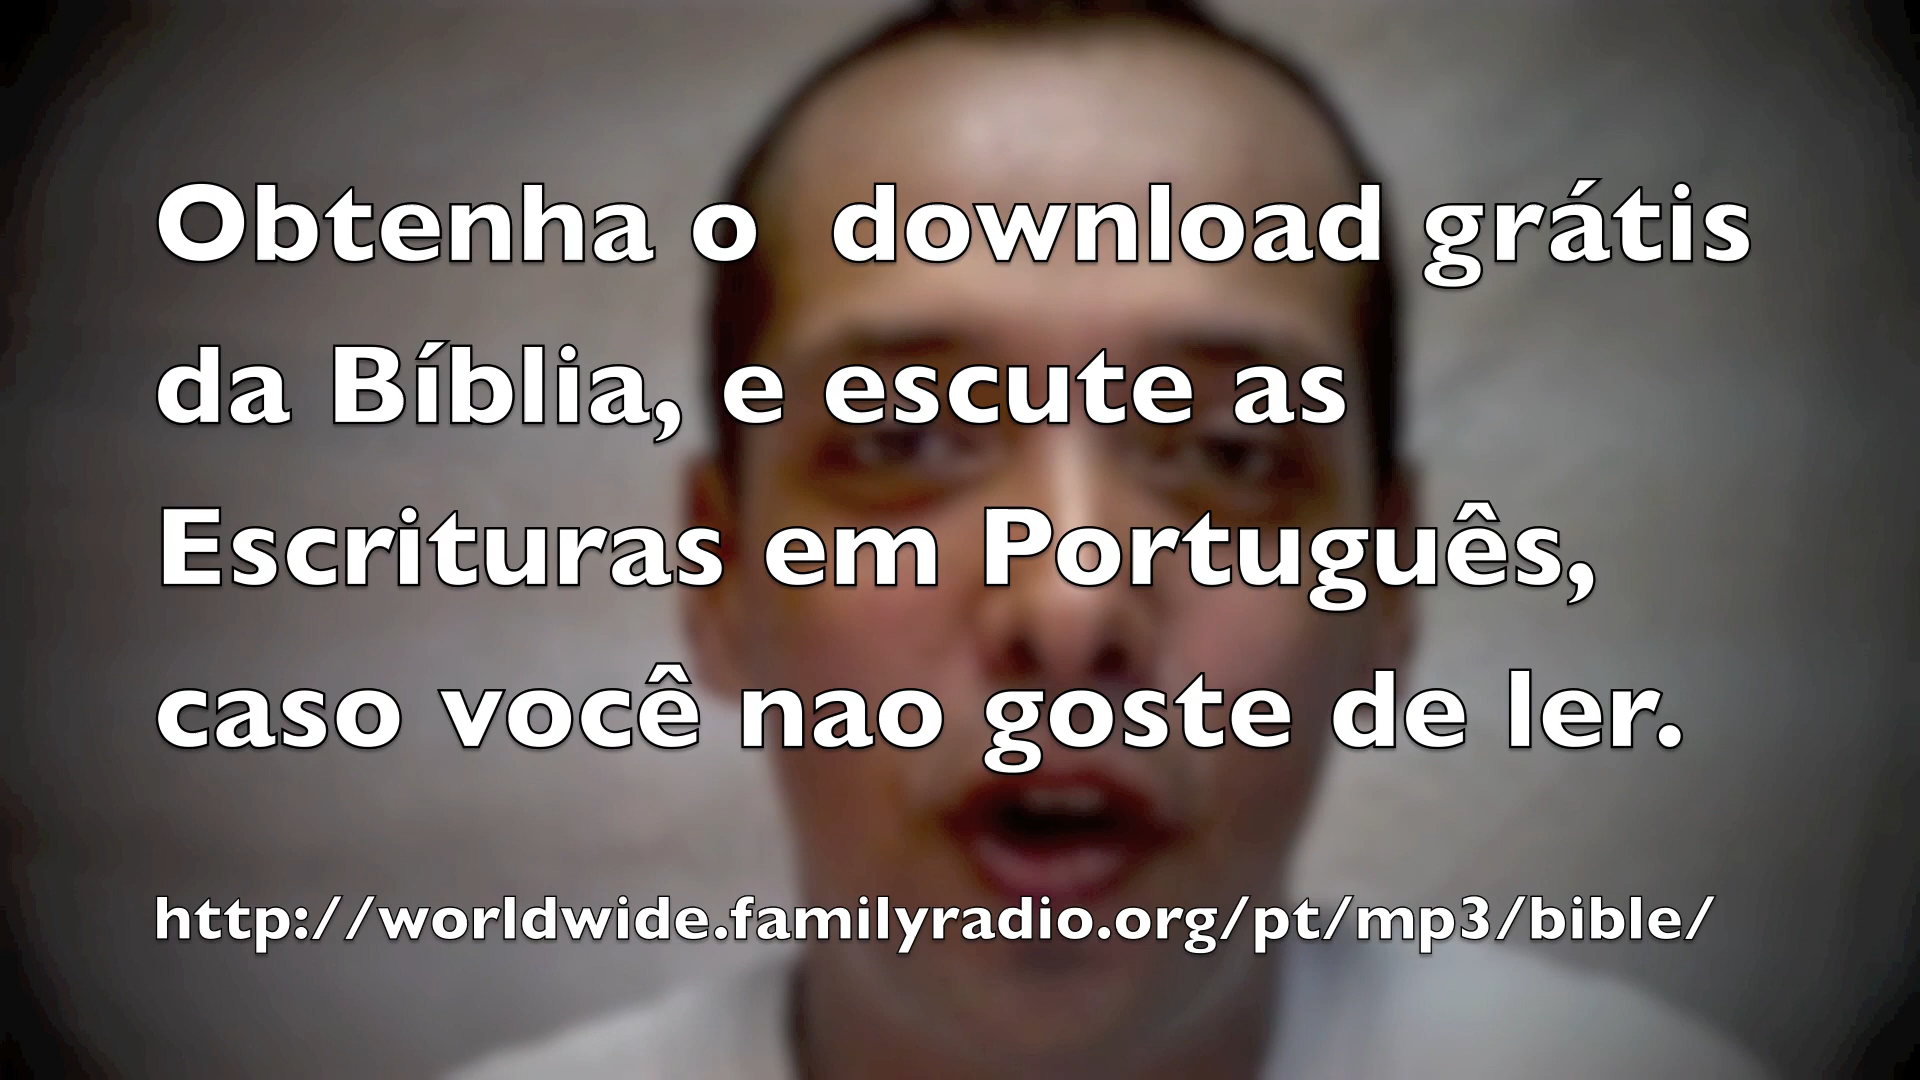 Obtenha o  download grátis
da Bíblia, e escute as
Escrituras em Português,
caso você nao goste de ler.
http://worldwide.familyradio.org/pt/mp3/bible/